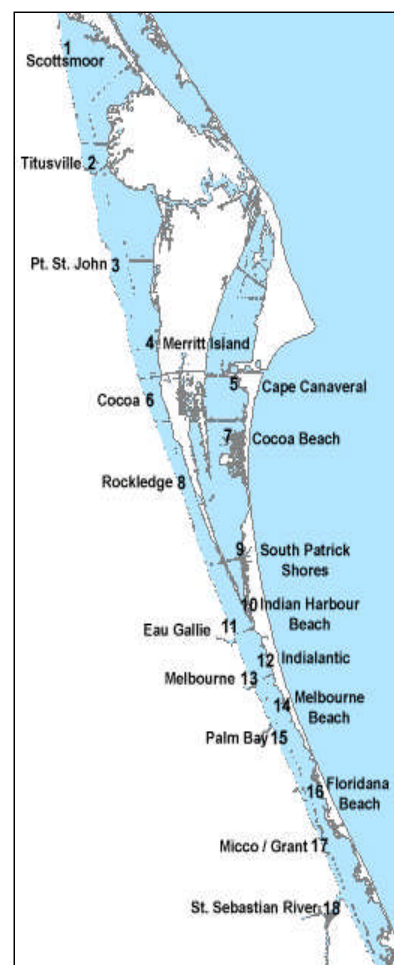 1
Scottsmoor
Titusville 2
Pt. St. John 3
4 Merritt Island
5 Cape Canaveral
Cocoa 6
7 Cocoa Beach
Rockledge 8
9 South Patrick
Shores
10 Indian Harbour
Beach
Eau Gallie 11
12 Indialantic
Melbourne 13
14 Melbourne
Beach
Palm Bay 15
16 Floridana
Beach
Micco / Grant 17
St. Sebastian River 18